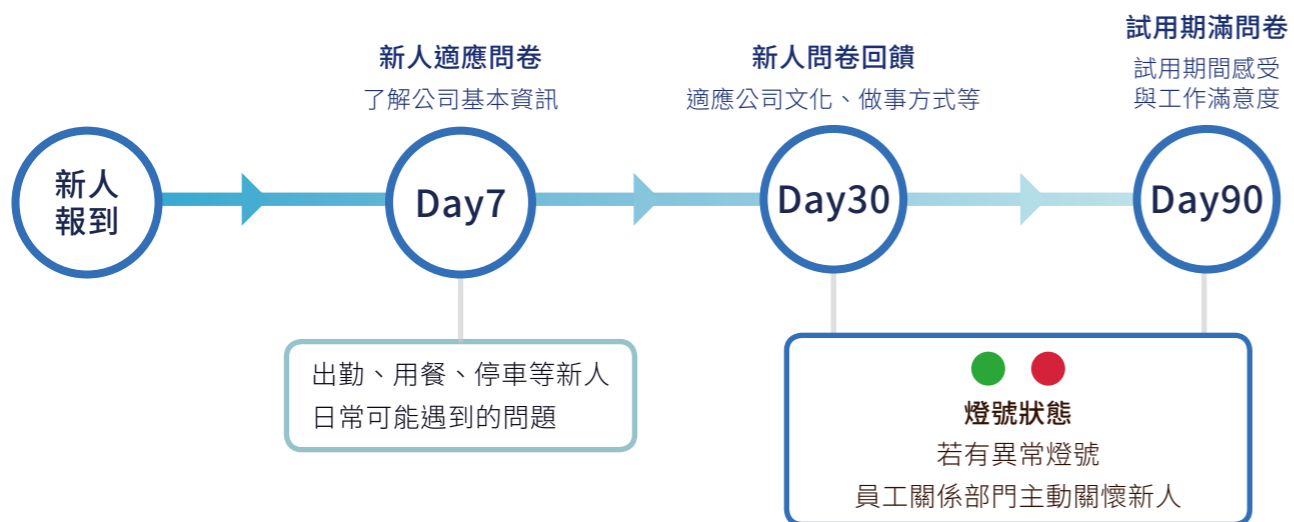 新人
報到
新人適應問卷
了解公司基本資訊
Day7
出勤、用餐、停車等新人
日常可能遇到的問題
新人問卷回饋
適應公司文化、做事方式等
Day30
試用期滿問卷
試用期間感受
與工作滿意度
Day90
燈號狀態
若有異常燈號
員工關係部門主動關懷新人